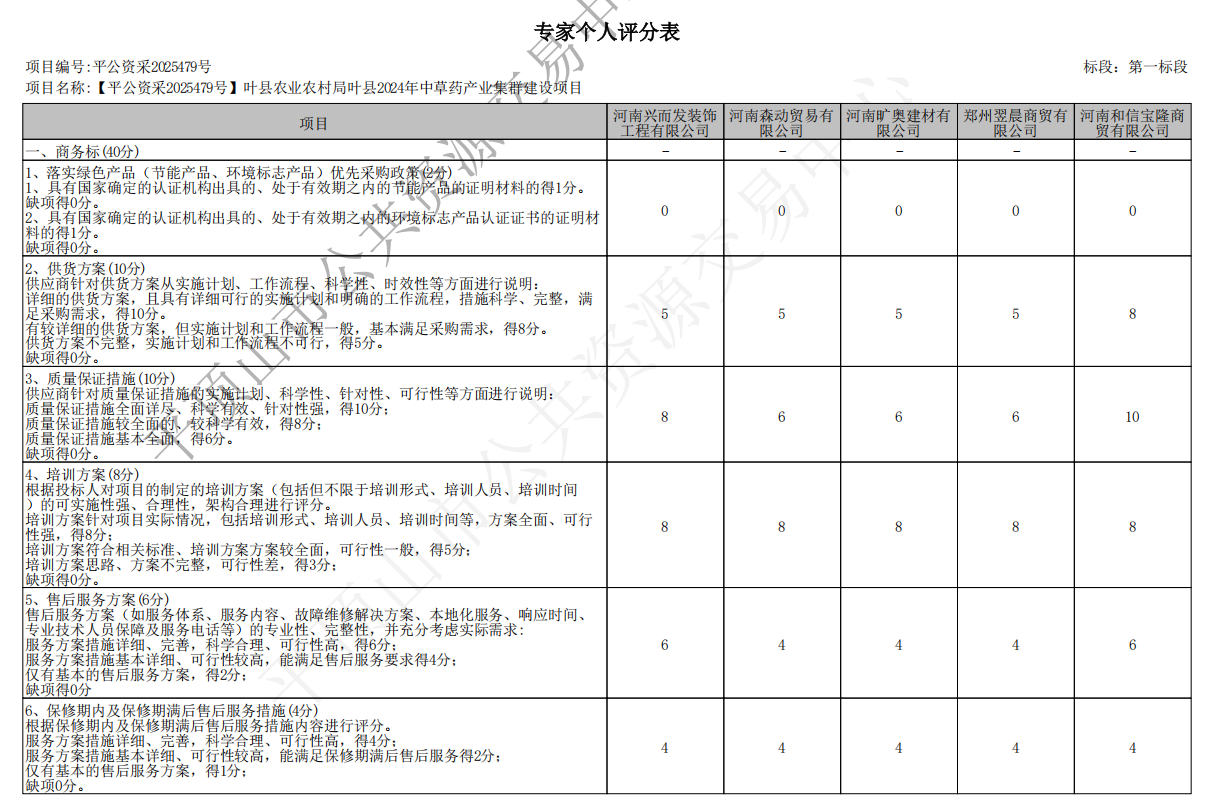 专家个人评分表
项目编号:平公资采2025479号
标段：第一标段
项目名称:【平公资采2025479号】叶县农业农村局叶县2024年中草药产业集群建设项目
项目
河南兴而发装饰
工程有限公司
河南森动贸易有
限公司
河南旷奥建材有
限公司
郑州翌晨商贸有
限公司
河南和信宝隆商
贸有限公司
一、商务标(40分)
－ － － － －
1、落实绿色产品（节能产品、环境标志产品）优先采购政策(2分)
1、具有国家确定的认证机构出具的、处于有效期之内的节能产品的证明材料的得1分。
缺项得0分。
2、具有国家确定的认证机构出具的、处于有效期之内的环境标志产品认证证书的证明材
料的得1分。
缺项得0分。
0 0 0 0 0
2、供货方案(10分)
供应商针对供货方案从实施计划、工作流程、科学性、时效性等方面进行说明：
详细的供货方案，且具有详细可行的实施计划和明确的工作流程，措施科学、完整，满
足采购需求，得10分。
有较详细的供货方案，但实施计划和工作流程一般，基本满足采购需求，得8分。
供货方案不完整，实施计划和工作流程不可行，得5分。
缺项得0分。
5 5 5 5 8
3、质量保证措施(10分)
供应商针对质量保证措施的实施计划、科学性、针对性、可行性等方面进行说明：
质量保证措施全面详尽、科学有效、针对性强，得10分；
质量保证措施较全面的，较科学有效，得8分；
质量保证措施基本全面，得6分。
缺项得0分。
8 6 6 6 10
4、培训方案(8分)
根据投标人对项目的制定的培训方案（包括但不限于培训形式、培训人员、培训时间
）的可实施性强、合理性，架构合理进行评分。
培训方案针对项目实际情况，包括培训形式、培训人员、培训时间等，方案全面、可行
性强，得8分；
培训方案符合相关标准、培训方案方案较全面，可行性一般，得5分；
培训方案思路、方案不完整，可行性差，得3分；
缺项得0分。
8 8 8 8 8
5、售后服务方案(6分)
售后服务方案（如服务体系、服务内容、故障维修解决方案、本地化服务、响应时间、
专业技术人员保障及服务电话等）的专业性、完整性，并充分考虑实际需求：
服务方案措施详细、完善，科学合理、可行性高，得6分；
服务方案措施基本详细、可行性较高，能满足售后服务要求得4分；
仅有基本的售后服务方案，得2分；
缺项得0分
6 4 4 4 6
6、保修期内及保修期满后售后服务措施(4分)
根据保修期内及保修期满后售后服务措施内容进行评分。
服务方案措施详细、完善，科学合理、可行性高，得4分；
服务方案措施基本详细、可行性较高，能满足保修期满后售后服务得2分；
仅有基本的售后服务方案，得1分；
缺项0分。
4 4 4 4 4
平顶山市公共资源交易中
平顶山市公共资源交易中心